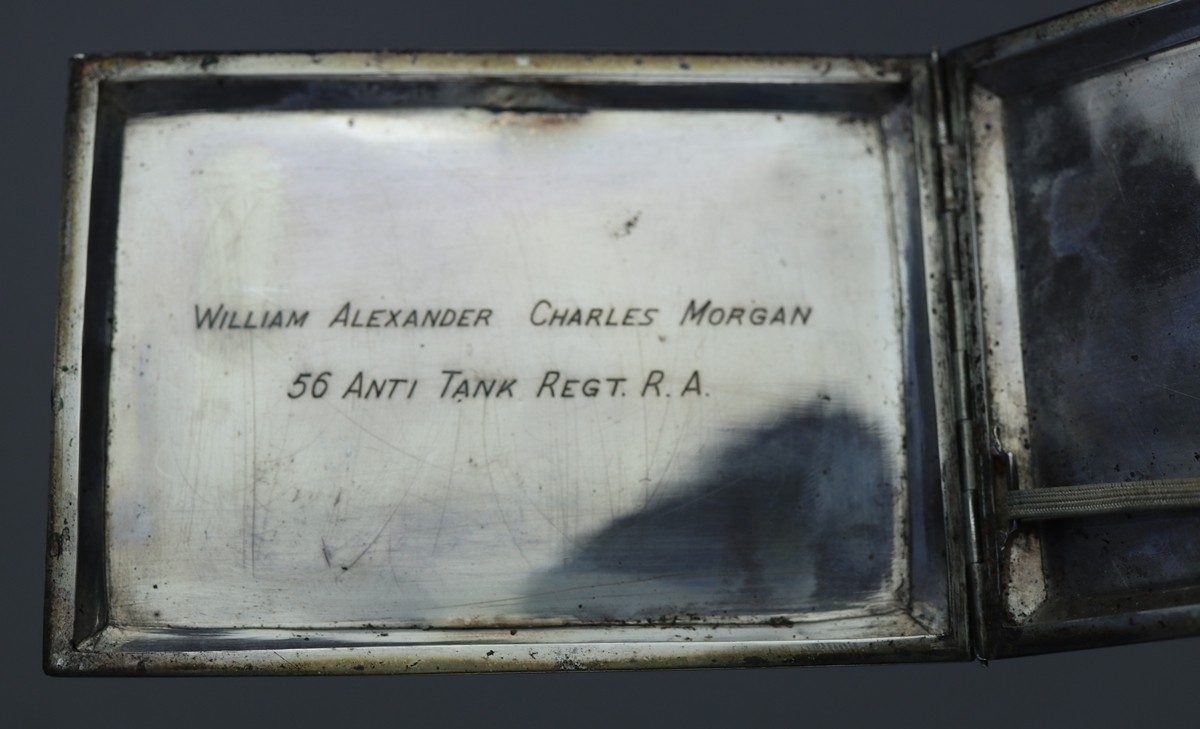 William Alexander Charles Morgan
56 Anti Tank Regt. R. A.